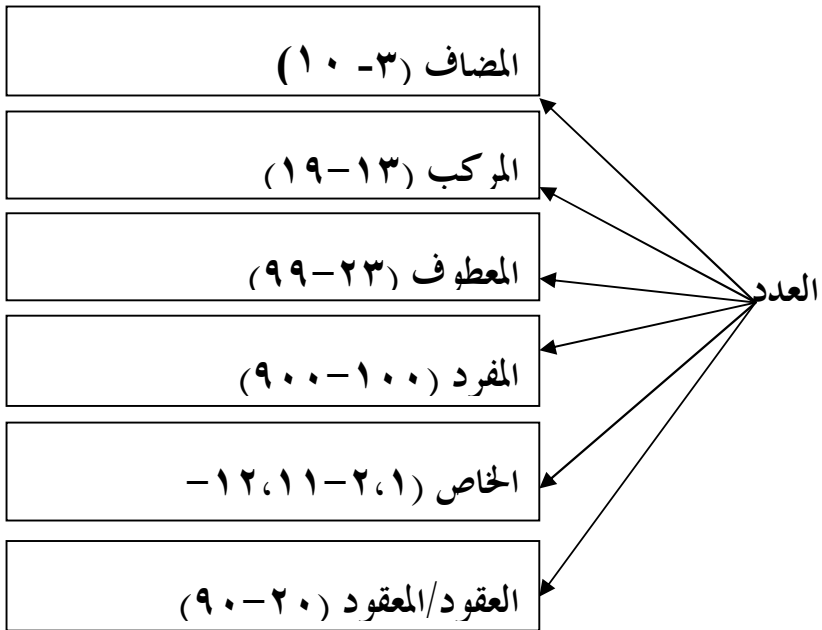 المضاف (٣- ١٠)
المركب (١٣-١٩)
المعطوف (٢٣-٩٩)
العدد
المفرد (١٠٠-٩٠٠)
الخاص (١،٢-١١،١٢-
العقود/المعقود (٢٠-٩٠)